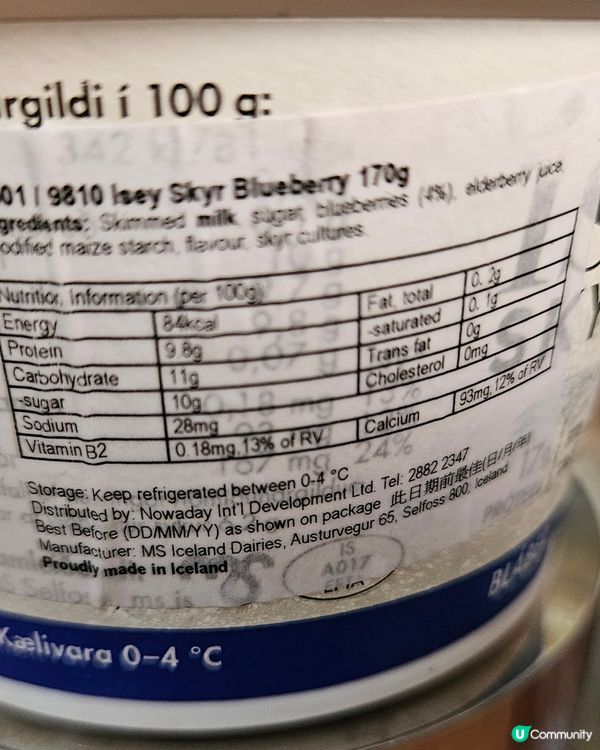 rgildi í 100 g:
01 | 9810 Isey Skyr Blueberry 170g
gredients: Skimmed milk, sugar, blueberries (4%), elderberry juice,
odified maize starch, flavour, skyr cultures.
Nutrition information (per 100g)
Energy 84kcal Fat, total 0.2g
Protein 9.8g -saturated 0.1g
Carbohydrate 11g Trans fat 0g
-sugar 10g Cholesterol 0mg
Sodium 28mg Calcium 93mg, 12% of RV
Vitamin B2 0.18mg, 13% of RV
24%
Storage: Keep refrigerated between 0-4 °C
Distributed by: Nowaday Int'l Development Ltd. Tel: 2882 2347
Best Before (DD/MM/YY) as shown on package 此日期前最佳(日/月/年)
Manufacturer: MS Iceland Dairies, Austurvegur 65, Selfoss 800, Iceland
Proudly made in Iceland
IS
A017
ms.is
Kælivara 0–4 °C
U Community